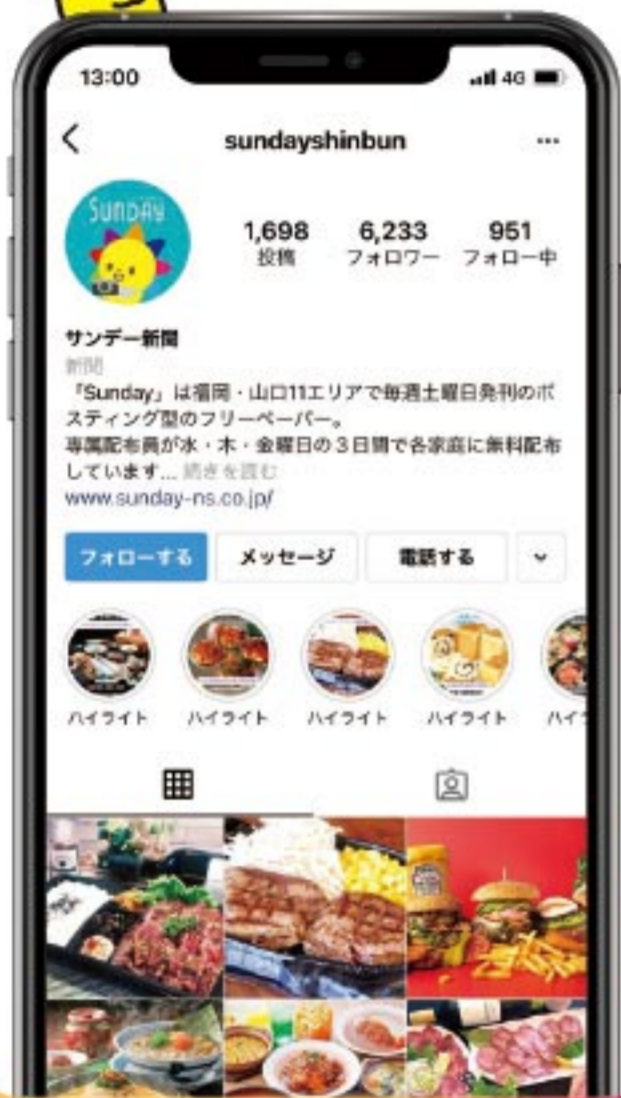 13:00
4G
sundayshinbun
SUNDAY
1,698
6,233
951
投稿
フォロワー
フォロー中
サンデー新聞
新聞
「Sunday」は福岡・山口11エリアで毎週土曜日発刊のポ
スティング型のフリーペーパー。
専属配布員が水・木・金曜日の3日間で各家庭に無料配布
しています... 続きを読む
www.sunday-ns.co.jp/
フォローする
メッセージ
電話する
ハイライト
ハイライト
ハイライト
ハイライト
ハイ